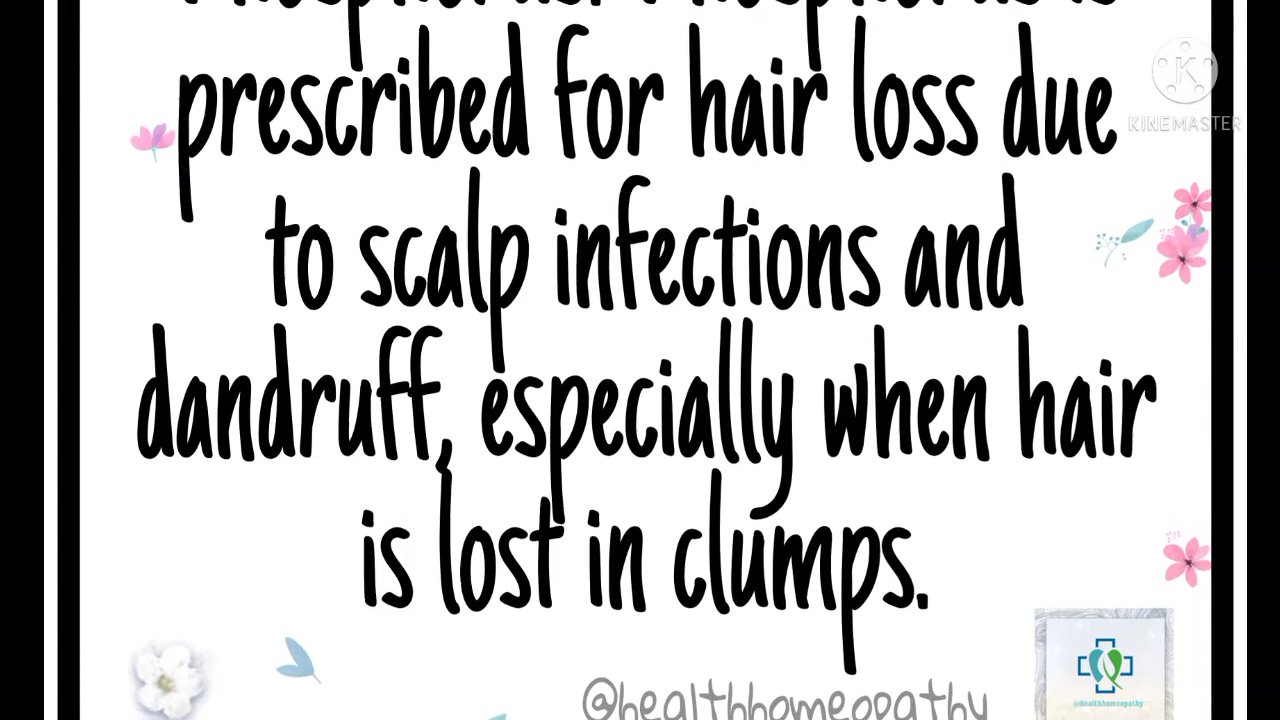 prescribed for hair loss due
to scalp infections and
dandruff, especially when hair
is lost in clumps.
KINEMASTER
@healthhomeopathy
@healthhomeopathy